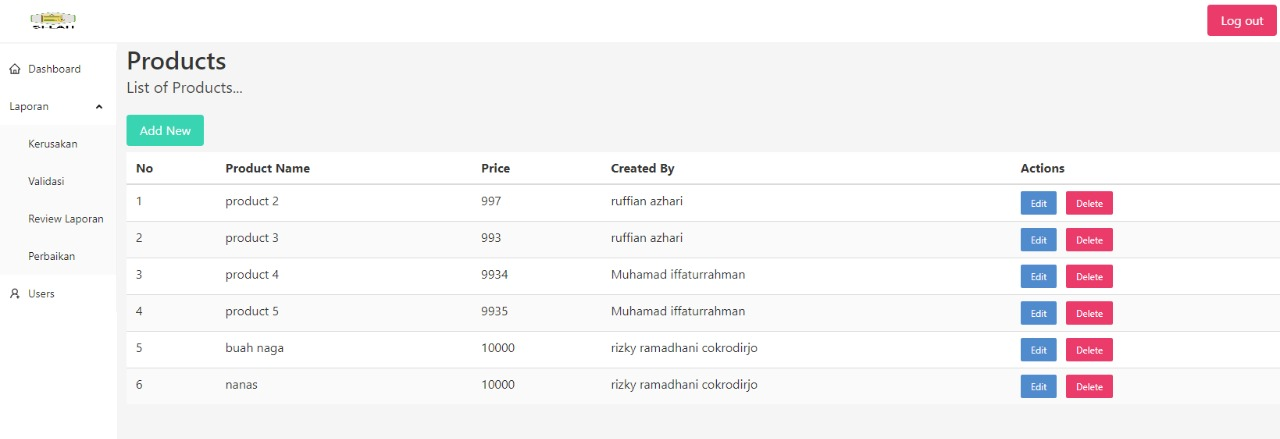 Log out
Dashboard
Laporan
Kerusakan
Validasi
Review Laporan
Perbaikan
Users
Products
List of Products...
Add New
No Product Name Price Created By Actions
1 product 2 997 ruffian azhari Edit Delete
2 product 3 993 ruffian azhari Edit Delete
3 product 4 9934 Muhamad iffaturrahman Edit Delete
4 product 5 9935 Muhamad iffaturrahman Edit Delete
5 buah naga 10000 rizky ramadhani cokrodirjo Edit Delete
6 nanas 10000 rizky ramadhani cokrodirjo Edit Delete